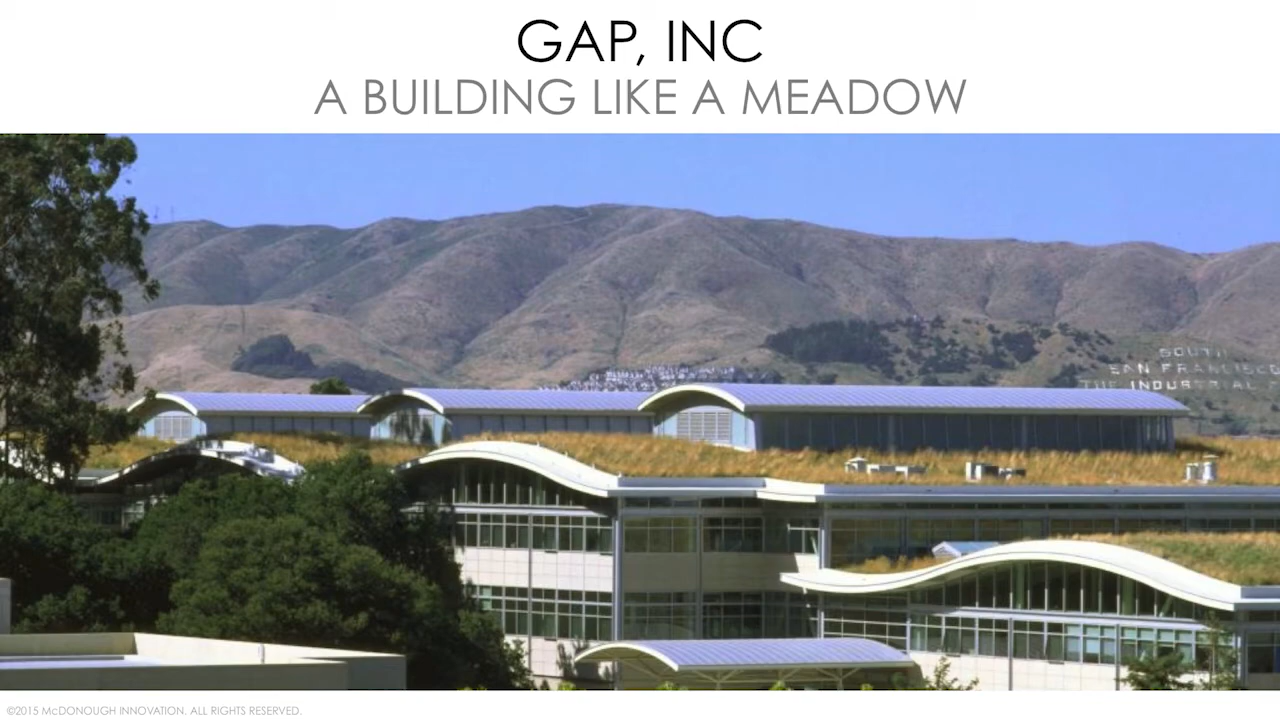 GAP, INC
A BUILDING LIKE A MEADOW
SOUTH
SAN FRANCISCO
THE INDUSTRIAL
©2015 McDONOUGH INNOVATION, ALL RIGHTS RESERVED.